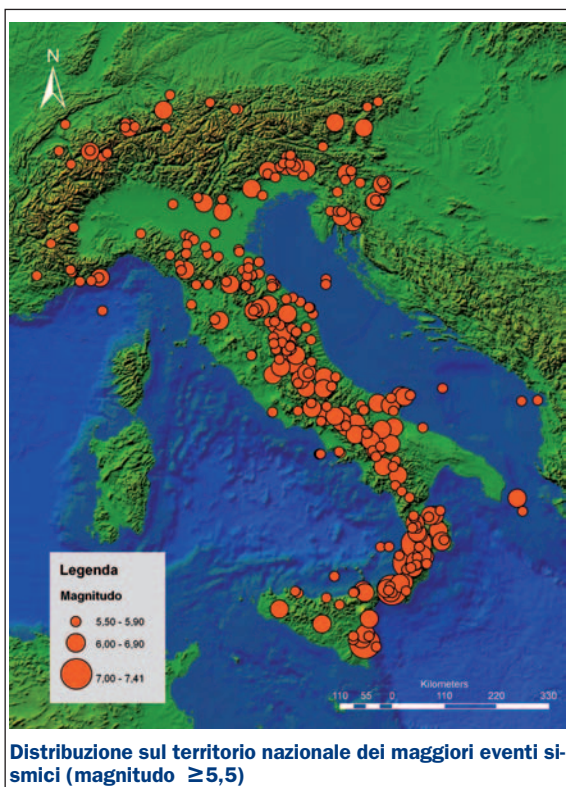 N
Legenda
Magnitudo
5,50 - 5,90
6,00 - 6,90
7,00 - 7,41
Kilometers
110 55 0 110 220 330
Distribuzione sul territorio nazionale dei maggiori eventi si-
smici (magnitudo ≥5,5)